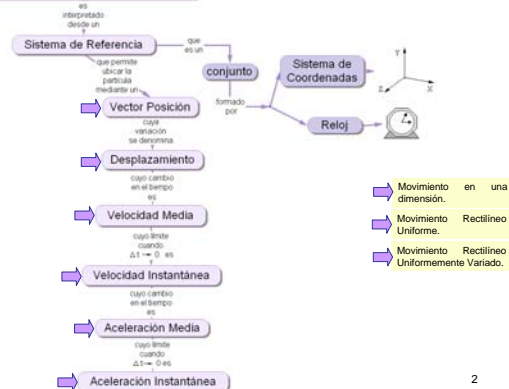 es
interpretado
desde un
Sistema de Referencia
que
es un
conjunto
formado
por
Sistema de
Coordenadas
Y
Z
X
Reloj
que permite
ubicar la
partícula
mediante un
Vector Posición
cuya
variación
se denomina
Desplazamiento
cuyo cambio
en el tiempo
es
Velocidad Media
cuyo límite
cuando
Δt → 0 es
Velocidad Instantánea
cuyo cambio
en el tiempo
es
Aceleración Media
cuyo límite
cuando
Δt → 0 es
Aceleración Instantánea
Movimiento en una
dimensión.
Movimiento Rectilíneo
Uniforme.
Movimiento Rectilíneo
Uniformemente Variado.
2